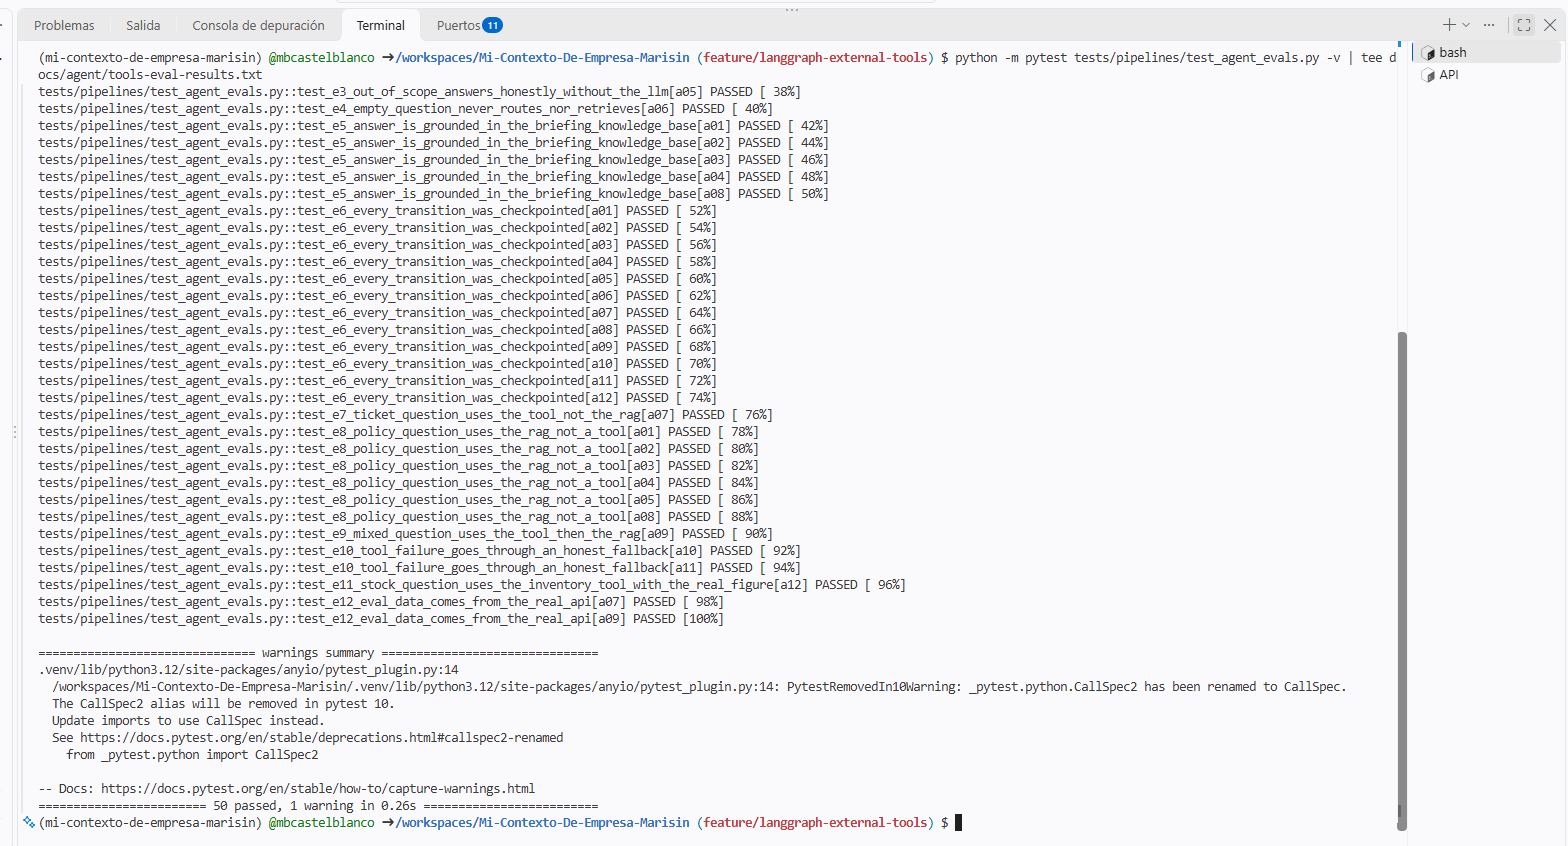 Problemas Salida Consola de depuración Terminal Puertos 11
bash
API
(mi-contexto-de-empresa-marisin) @mbcastelblanco ➜/workspaces/Mi-Contexto-De-Empresa-Marisin (feature/langgraph-external-tools) $ python -m pytest tests/pipelines/test_agent_evals.py -v | tee d
ocs/agent/tools-eval-results.txt
tests/pipelines/test_agent_evals.py::test_e3_out_of_scope_answers_honestly_without_the_llm[a05] PASSED [ 38%]
tests/pipelines/test_agent_evals.py::test_e4_empty_question_never_routes_nor_retrieves[a06] PASSED [ 40%]
tests/pipelines/test_agent_evals.py::test_e5_answer_is_grounded_in_the_briefing_knowledge_base[a01] PASSED [ 42%]
tests/pipelines/test_agent_evals.py::test_e5_answer_is_grounded_in_the_briefing_knowledge_base[a02] PASSED [ 44%]
tests/pipelines/test_agent_evals.py::test_e5_answer_is_grounded_in_the_briefing_knowledge_base[a03] PASSED [ 46%]
tests/pipelines/test_agent_evals.py::test_e5_answer_is_grounded_in_the_briefing_knowledge_base[a04] PASSED [ 48%]
tests/pipelines/test_agent_evals.py::test_e5_answer_is_grounded_in_the_briefing_knowledge_base[a08] PASSED [ 50%]
tests/pipelines/test_agent_evals.py::test_e6_every_transition_was_checkpointed[a01] PASSED [ 52%]
tests/pipelines/test_agent_evals.py::test_e6_every_transition_was_checkpointed[a02] PASSED [ 54%]
tests/pipelines/test_agent_evals.py::test_e6_every_transition_was_checkpointed[a03] PASSED [ 56%]
tests/pipelines/test_agent_evals.py::test_e6_every_transition_was_checkpointed[a04] PASSED [ 58%]
tests/pipelines/test_agent_evals.py::test_e6_every_transition_was_checkpointed[a05] PASSED [ 60%]
tests/pipelines/test_agent_evals.py::test_e6_every_transition_was_checkpointed[a06] PASSED [ 62%]
tests/pipelines/test_agent_evals.py::test_e6_every_transition_was_checkpointed[a07] PASSED [ 64%]
tests/pipelines/test_agent_evals.py::test_e6_every_transition_was_checkpointed[a08] PASSED [ 66%]
tests/pipelines/test_agent_evals.py::test_e6_every_transition_was_checkpointed[a09] PASSED [ 68%]
tests/pipelines/test_agent_evals.py::test_e6_every_transition_was_checkpointed[a10] PASSED [ 70%]
tests/pipelines/test_agent_evals.py::test_e6_every_transition_was_checkpointed[a11] PASSED [ 72%]
tests/pipelines/test_agent_evals.py::test_e6_every_transition_was_checkpointed[a12] PASSED [ 74%]
tests/pipelines/test_agent_evals.py::test_e7_ticket_question_uses_the_tool_not_the_rag[a07] PASSED [ 76%]
tests/pipelines/test_agent_evals.py::test_e8_policy_question_uses_the_rag_not_a_tool[a01] PASSED [ 78%]
tests/pipelines/test_agent_evals.py::test_e8_policy_question_uses_the_rag_not_a_tool[a02] PASSED [ 80%]
tests/pipelines/test_agent_evals.py::test_e8_policy_question_uses_the_rag_not_a_tool[a03] PASSED [ 82%]
tests/pipelines/test_agent_evals.py::test_e8_policy_question_uses_the_rag_not_a_tool[a04] PASSED [ 84%]
tests/pipelines/test_agent_evals.py::test_e8_policy_question_uses_the_rag_not_a_tool[a05] PASSED [ 86%]
tests/pipelines/test_agent_evals.py::test_e8_policy_question_uses_the_rag_not_a_tool[a08] PASSED [ 88%]
tests/pipelines/test_agent_evals.py::test_e9_mixed_question_uses_the_tool_then_the_rag[a09] PASSED [ 90%]
tests/pipelines/test_agent_evals.py::test_e10_tool_failure_goes_through_an_honest_fallback[a10] PASSED [ 92%]
tests/pipelines/test_agent_evals.py::test_e10_tool_failure_goes_through_an_honest_fallback[a11] PASSED [ 94%]
tests/pipelines/test_agent_evals.py::test_e11_stock_question_uses_the_inventory_tool_with_the_real_figure[a12] PASSED [ 96%]
tests/pipelines/test_agent_evals.py::test_e12_eval_data_comes_from_the_real_api[a07] PASSED [ 98%]
tests/pipelines/test_agent_evals.py::test_e12_eval_data_comes_from_the_real_api[a09] PASSED [100%]
=============================== warnings summary ===============================
.venv/lib/python3.12/site-packages/anyio/pytest_plugin.py:14
/workspaces/Mi-Contexto-De-Empresa-Marisin/.venv/lib/python3.12/site-packages/anyio/pytest_plugin.py:14: PytestRemovedIn10Warning: _pytest.python.CallSpec2 has been renamed to CallSpec.
The CallSpec2 alias will be removed in pytest 10.
Update imports to use CallSpec instead.
See https://docs.pytest.org/en/stable/deprecations.html#callspec2-renamed
from _pytest.python import CallSpec2
-- Docs: https://docs.pytest.org/en/stable/how-to/capture-warnings.html
======================== 50 passed, 1 warning in 0.26s =========================
(mi-contexto-de-empresa-marisin) @mbcastelblanco ➜/workspaces/Mi-Contexto-De-Empresa-Marisin (feature/langgraph-external-tools) $